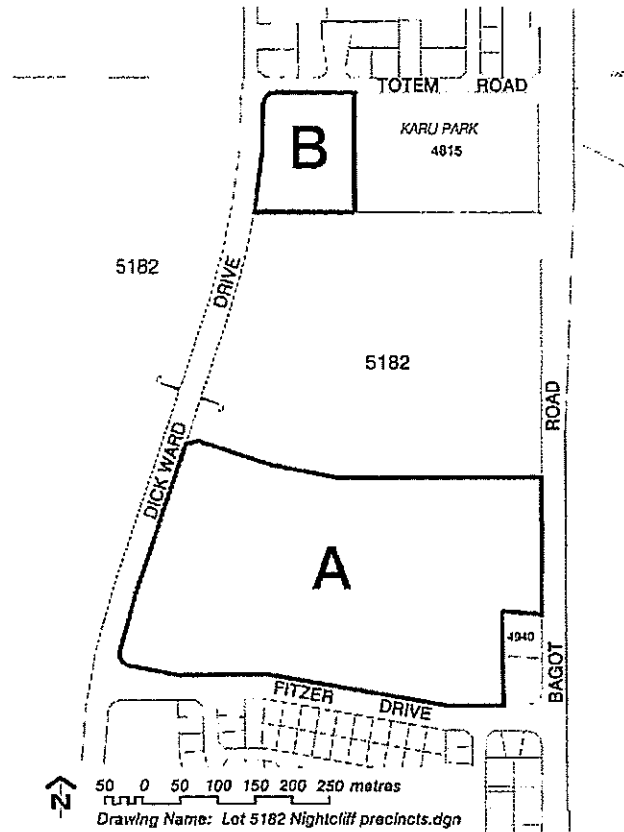 TOTEM ROAD
KARU PARK
4815
B
5182
DRIVE
5182
ROAD
DICK WARD
A
4940
BAGOT
FITZER DRIVE
N
50 0 50 100 150 200 250 metres
Drawing Name: Lot 5182 Nightcliff precincts.dgn